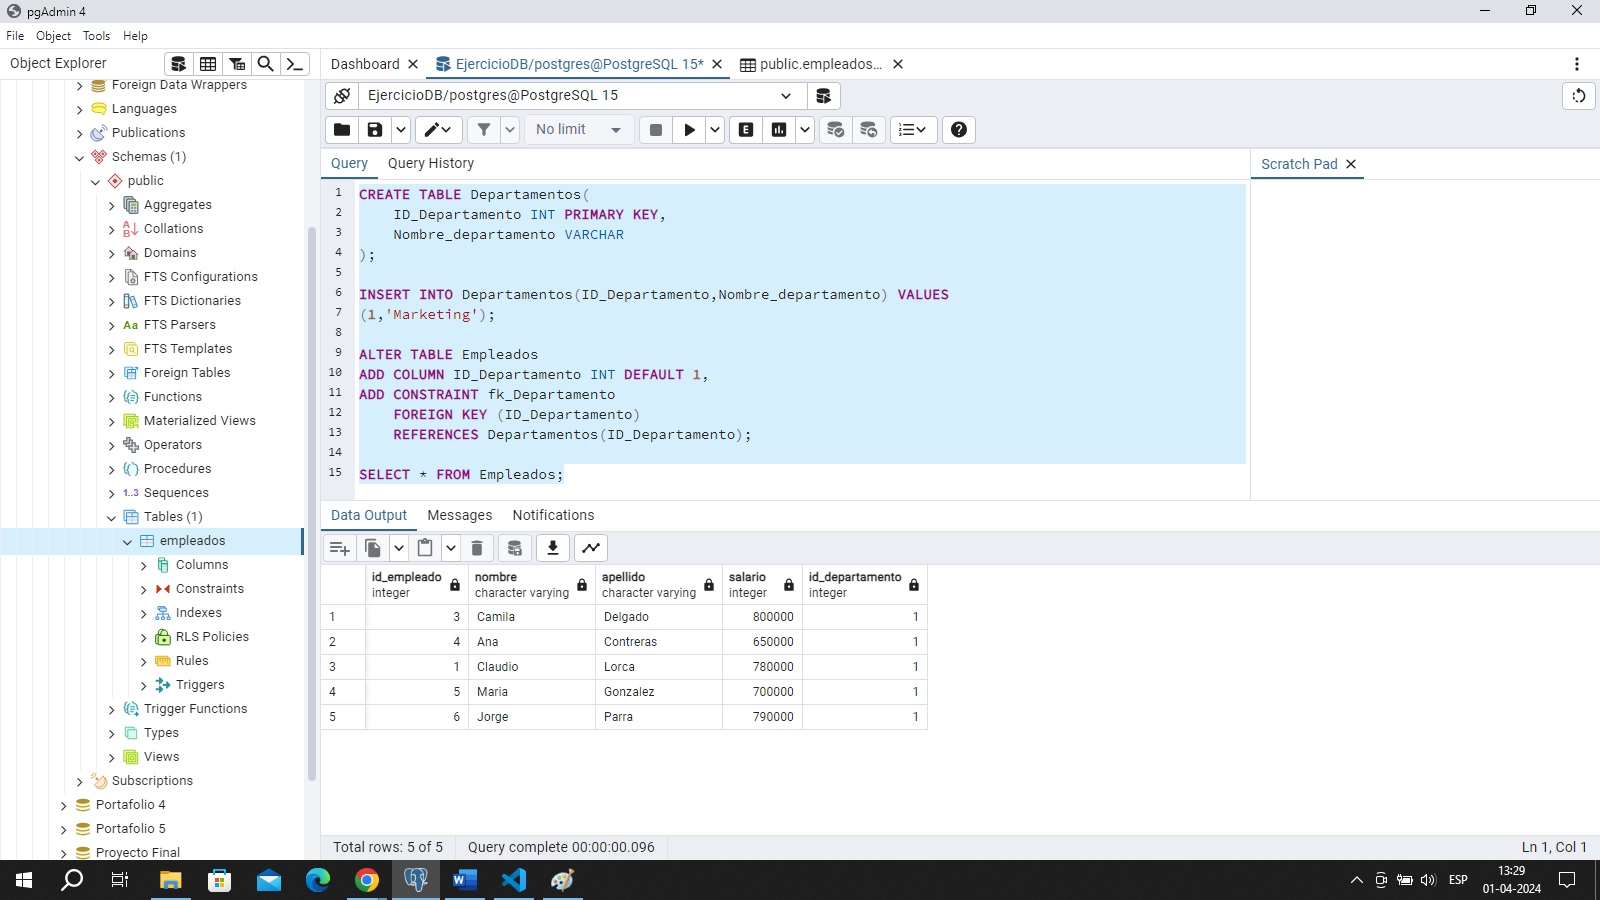 pgAdmin 4
File Object Tools Help
Object Explorer
Foreign Data Wrappers
Languages
Publications
Schemas (1)
public
Aggregates
Collations
Domains
FTS Configurations
FTS Dictionaries
Aa FTS Parsers
FTS Templates
Foreign Tables
Functions
Materialized Views
Operators
Procedures
1..3 Sequences
Tables (1)
empleados
Columns
Constraints
Indexes
RLS Policies
Rules
Triggers
Trigger Functions
Types
Views
Subscriptions
Portafolio 4
Portafolio 5
Proyecto Final
Dashboard EjercicioDB/postgres@PostgreSQL 15* public.empleados...
EjercicioDB/postgres@PostgreSQL 15
No limit E
Query Query History
Scratch Pad
1 CREATE TABLE Departamentos(
2 ID_Departamento INT PRIMARY KEY,
3 Nombre_departamento VARCHAR
4 );
5
6 INSERT INTO Departamentos(ID_Departamento,Nombre_departamento) VALUES
7 (1,'Marketing');
8
9 ALTER TABLE Empleados
10 ADD COLUMN ID_Departamento INT DEFAULT 1,
11 ADD CONSTRAINT fk_Departamento
12 FOREIGN KEY (ID_Departamento)
13 REFERENCES Departamentos(ID_Departamento);
14
15 SELECT * FROM Empleados;
Data Output Messages Notifications
id_empleado nombre apellido salario id_departamento
integer character varying character varying integer integer
1 3 Camila Delgado 800000 1
2 4 Ana Contreras 650000 1
3 1 Claudio Lorca 780000 1
4 5 Maria Gonzalez 700000 1
5 6 Jorge Parra 790000 1
Total rows: 5 of 5 Query complete 00:00:00.096 Ln 1, Col 1
ESP
13:29
01-04-2024